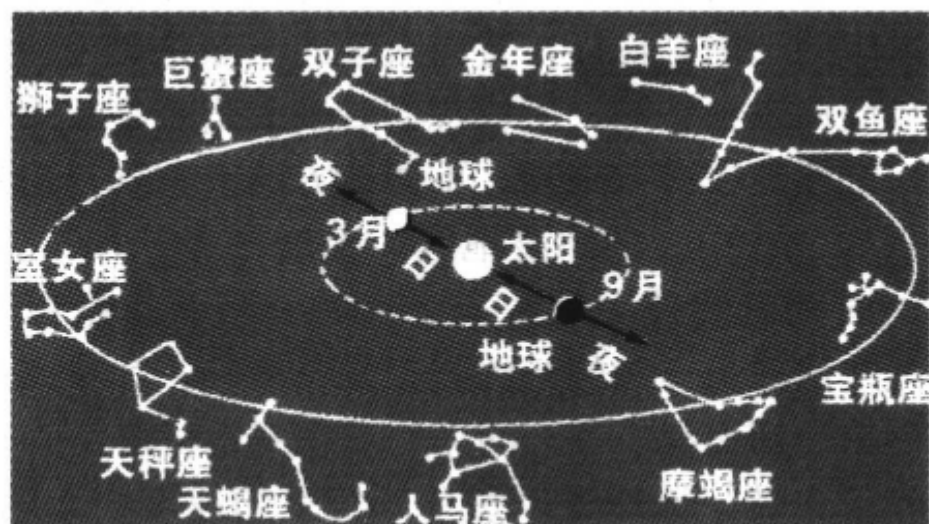 双子座
金年座
白羊座
巨蟹座
狮子座
双鱼座
夜
地球
3月
太阳
日
室女座
日
9月
地球
夜
宝瓶座
天秤座
天蝎座
人马座
摩蝎座